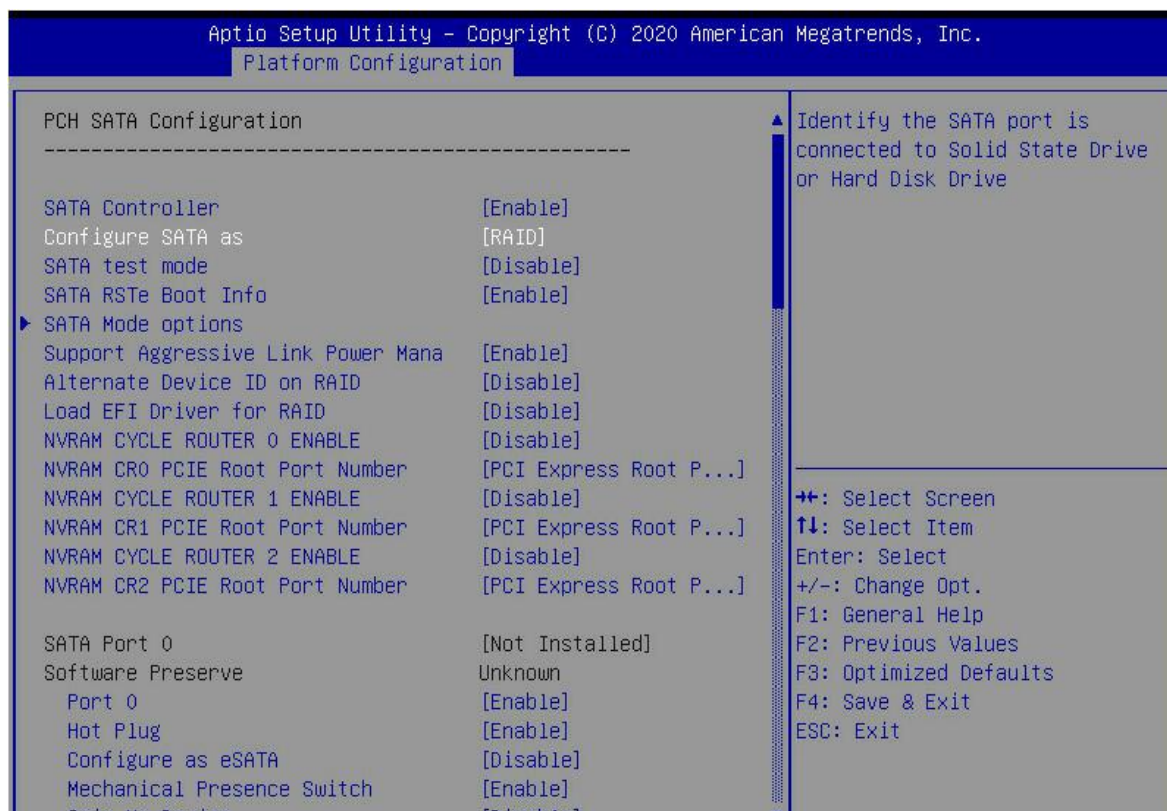 Aptio Setup Utility – Copyright (C) 2020 American Megatrends, Inc.
Platform Configuration
PCH SATA Configuration
--------------------------------------------------
SATA Controller [Enable]
Configure SATA as [RAID]
SATA test mode [Disable]
SATA RSTe Boot Info [Enable]
SATA Mode options
Support Aggressive Link Power Mana [Enable]
Alternate Device ID on RAID [Disable]
Load EFI Driver for RAID [Disable]
NVRAM CYCLE ROUTER 0 ENABLE [Disable]
NVRAM CR0 PCIE Root Port Number [PCI Express Root P...]
NVRAM CYCLE ROUTER 1 ENABLE [Disable]
NVRAM CR1 PCIE Root Port Number [PCI Express Root P...]
NVRAM CYCLE ROUTER 2 ENABLE [Disable]
NVRAM CR2 PCIE Root Port Number [PCI Express Root P...]
SATA Port 0 [Not Installed]
Software Preserve Unknown
Port 0 [Enable]
Hot Plug [Enable]
Configure as eSATA [Disable]
Mechanical Presence Switch [Enable]
Identify the SATA port is
connected to Solid State Drive
or Hard Disk Drive
→←: Select Screen
↑↓: Select Item
Enter: Select
+/-: Change Opt.
F1: General Help
F2: Previous Values
F3: Optimized Defaults
F4: Save & Exit
ESC: Exit